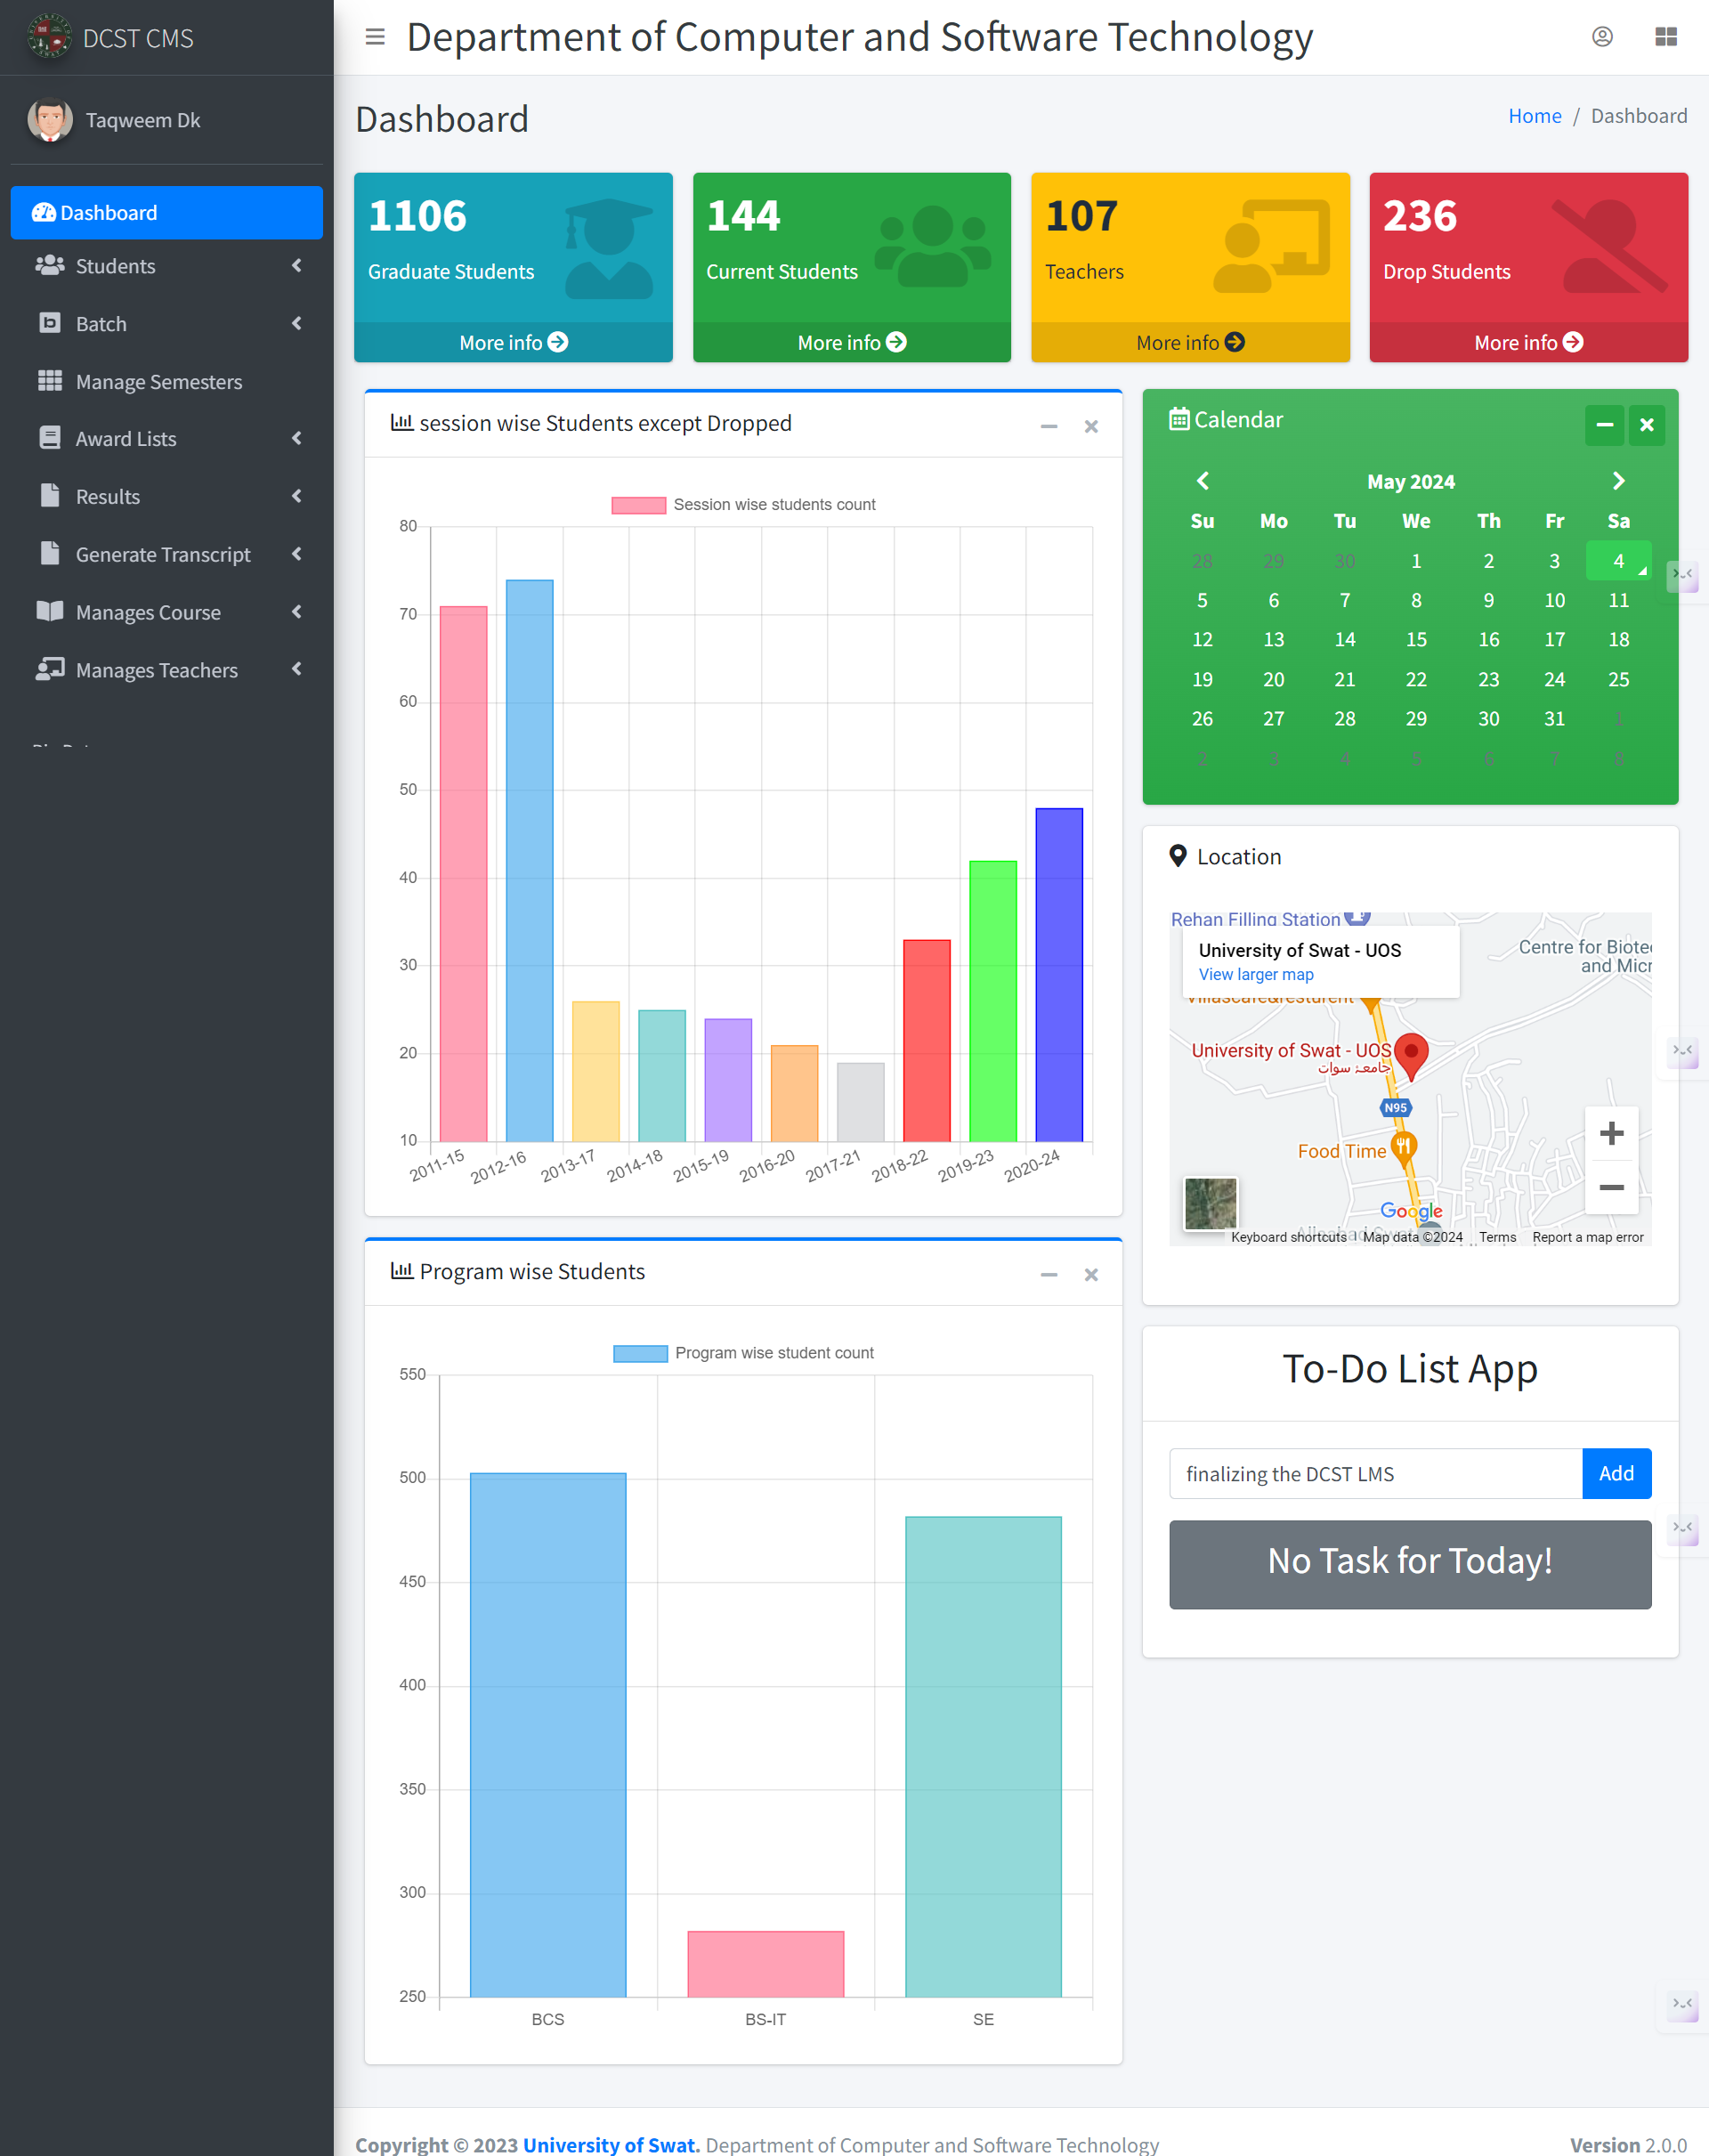 DCST CMS
Department of Computer and Software Technology
Taqweem Dk
Dashboard
Students
Batch
Manage Semesters
Award Lists
Results
Generate Transcript
Manages Course
Manages Teachers
Dashboard
Home / Dashboard
1106
Graduate Students
More info
144
Current Students
More info
107
Teachers
More info
236
Drop Students
More info
session wise Students except Dropped
Session wise students count
80
70
60
50
40
30
20
10
2011-15 2012-16 2013-17 2014-18 2015-19 2016-20 2017-21 2018-22 2019-23 2020-24
Program wise Students
Program wise student count
550
500
450
400
350
300
250
BCS BS-IT SE
Calendar
May 2024
Su Mo Tu We Th Fr Sa
28 29 30 1 2 3 4
5 6 7 8 9 10 11
12 13 14 15 16 17 18
19 20 21 22 23 24 25
26 27 28 29 30 31 1
2 3 4 5 6 7 8
Location
Rehan Filling Station
University of Swat - UOS
View larger map
Centre for Biote
and Micr
University of Swat - UOS
جامعۂ سوات
N95
Food Time
Google
Keyboard shortcuts Map data ©2024 Terms Report a map error
To-Do List App
finalizing the DCST LMS
Add
No Task for Today!
Copyright © 2023 University of Swat. Department of Computer and Software Technology
Version 2.0.0